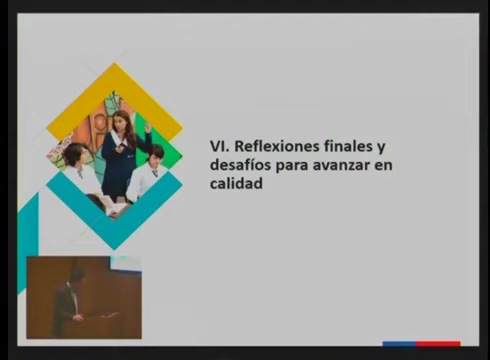 VI. Reflexiones finales y
desafíos para avanzar en
calidad